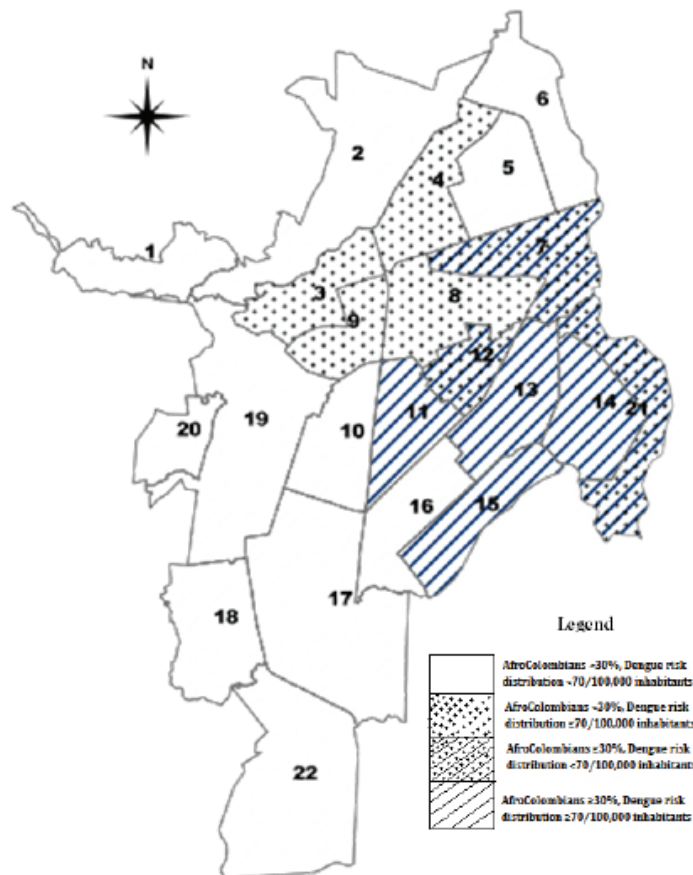 N
6
2
5
4
1
7
3
8
9
12
13
14
21
11
20
19
10
16
15
17
18
Legend
AfroColombians <30%, Dengue risk
distribution <70/100,000 inhabitants
AfroColombians <30%, Dengue risk
distribution ≥70/100,000 inhabitants
AfroColombians ≥30%, Dengue risk
distribution <70/100,000 inhabitants
22
AfroColombians ≥30%, Dengue risk
distribution ≥70/100,000 inhabitants